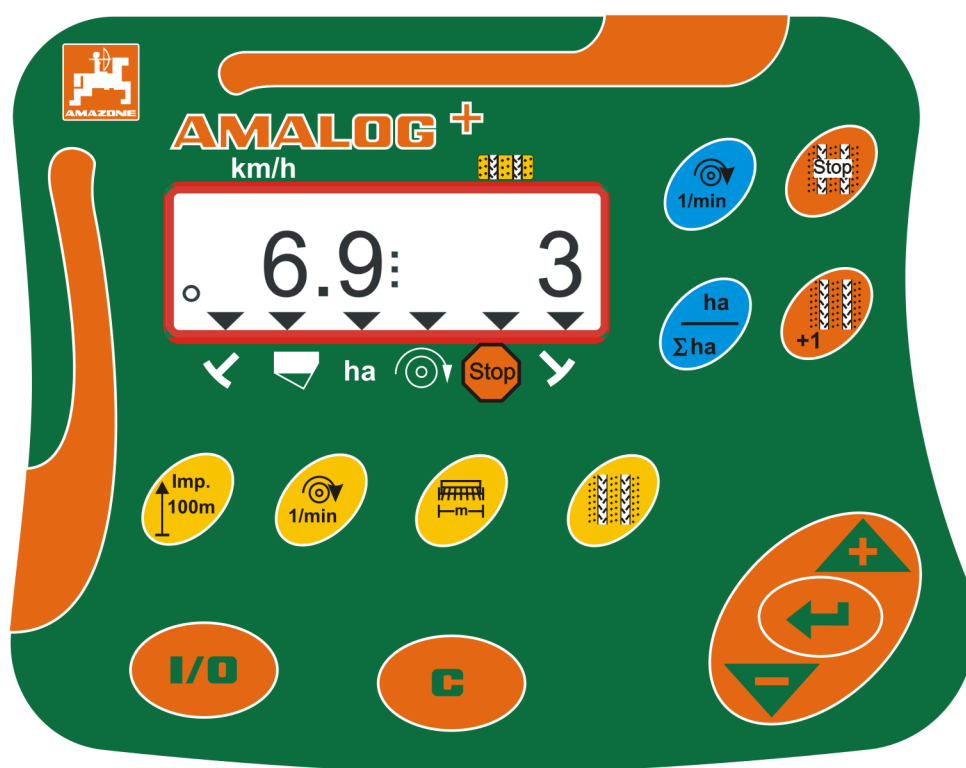 AMAZONE
AMALOG+
km/h
6.9 3
ha Stop
1/min
Stop
ha
Σha
+1
Imp.
100m
1/min
m
I/O
C
+
−